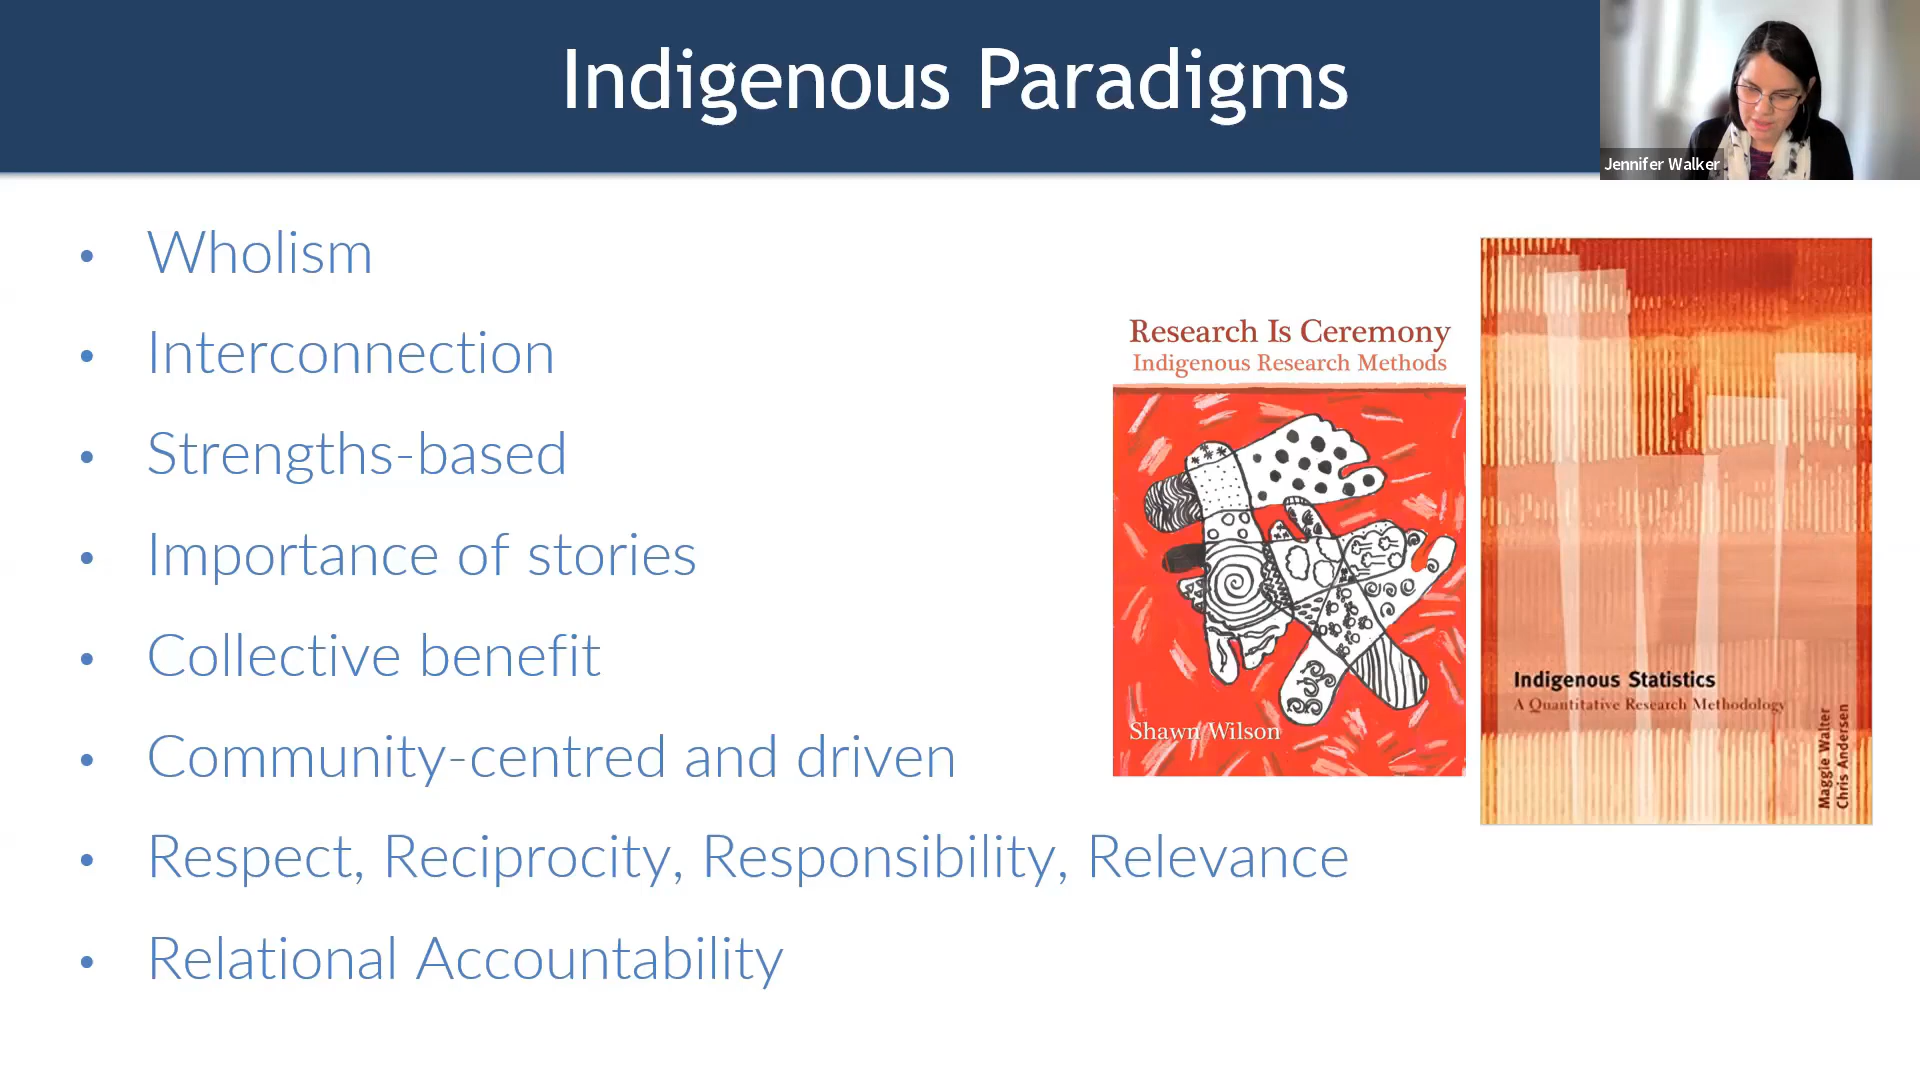 Indigenous Paradigms
Jennifer Walker
• Wholism
• Interconnection
• Strengths-based
• Importance of stories
• Collective benefit
• Community-centred and driven
• Respect, Reciprocity, Responsibility, Relevance
• Relational Accountability
Research Is Ceremony
Indigenous Research Methods
Shawn Wilson
Indigenous Statistics
A Quantitative Research Methodology
Maggie Walter
Chris Andersen